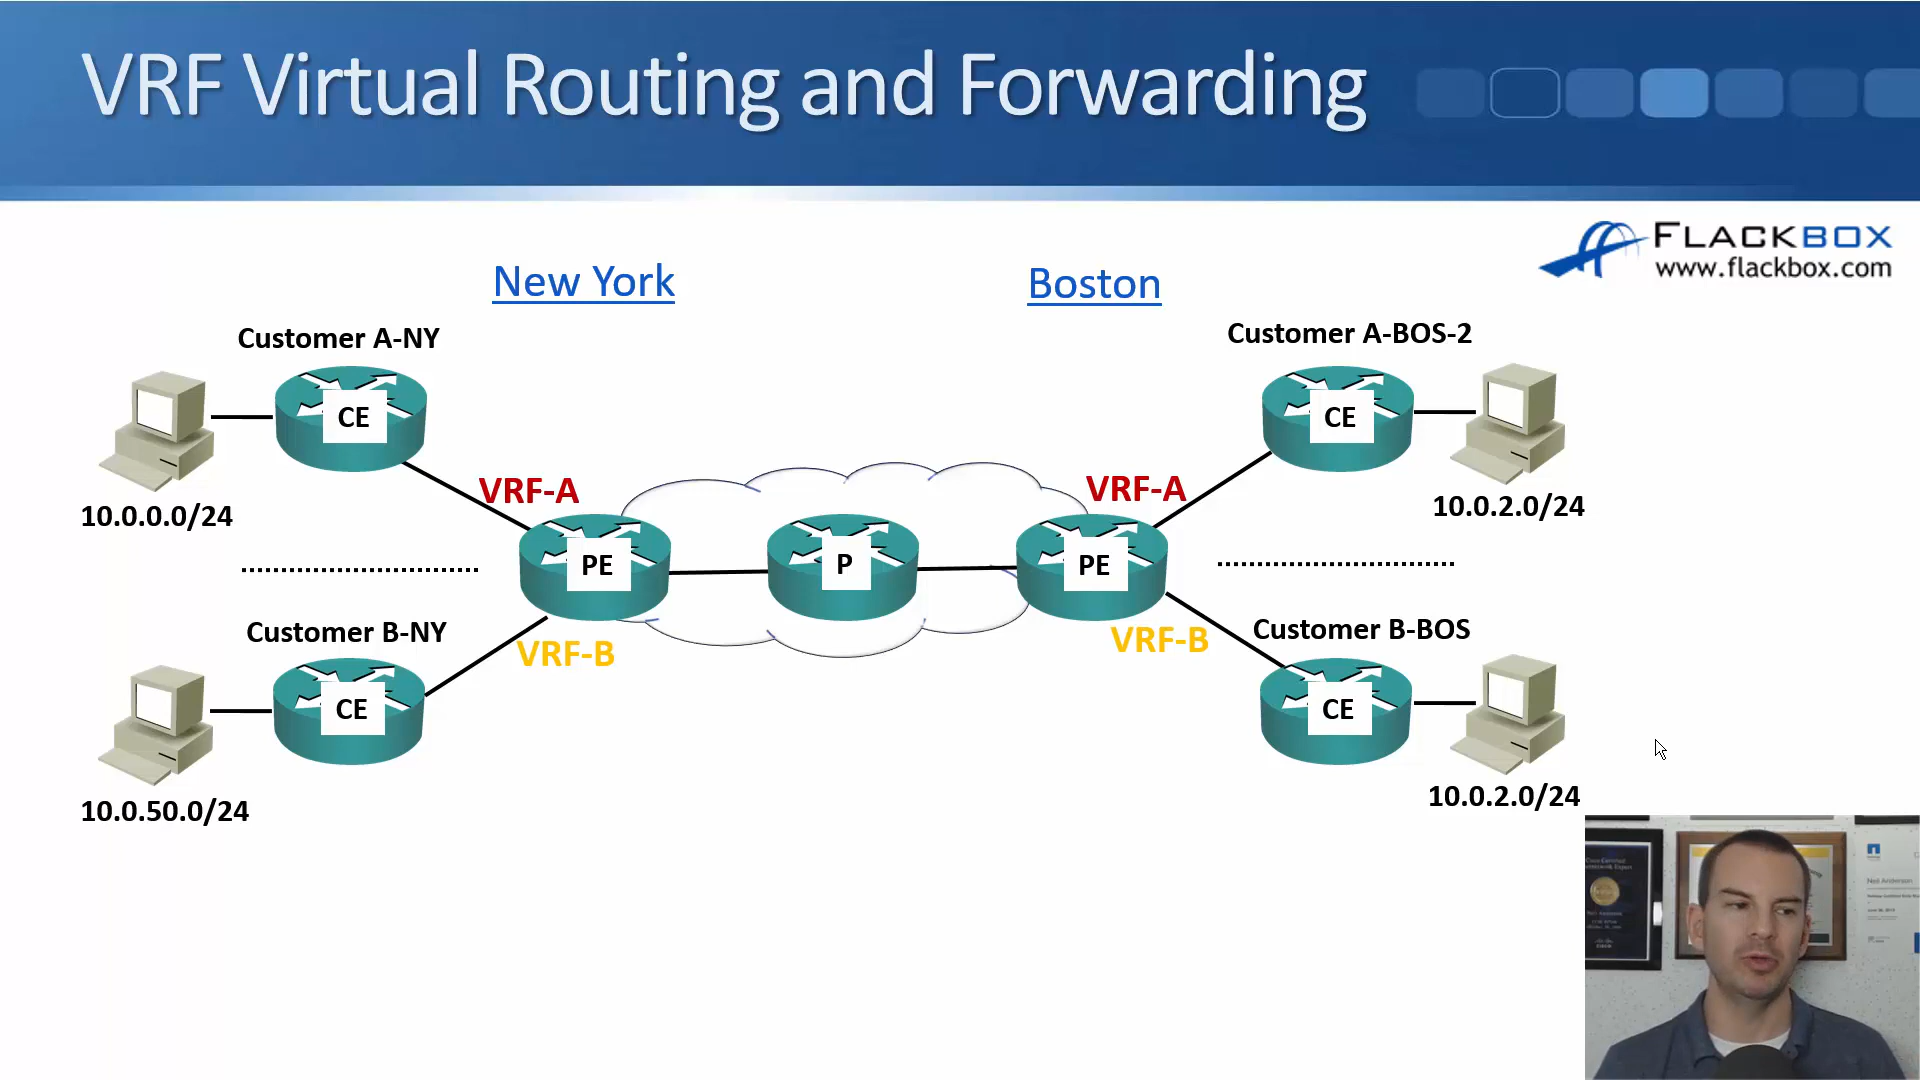 VRF Virtual Routing and Forwarding
FLACKBOX
www.flackbox.com
New York
Boston
Customer A-NY
Customer A-BOS-2
CE
CE
VRF-A
VRF-A
10.0.0.0/24
10.0.2.0/24
PE
P
PE
Customer B-NY
VRF-B
VRF-B
Customer B-BOS
CE
CE
10.0.50.0/24
10.0.2.0/24
Neil Anderson